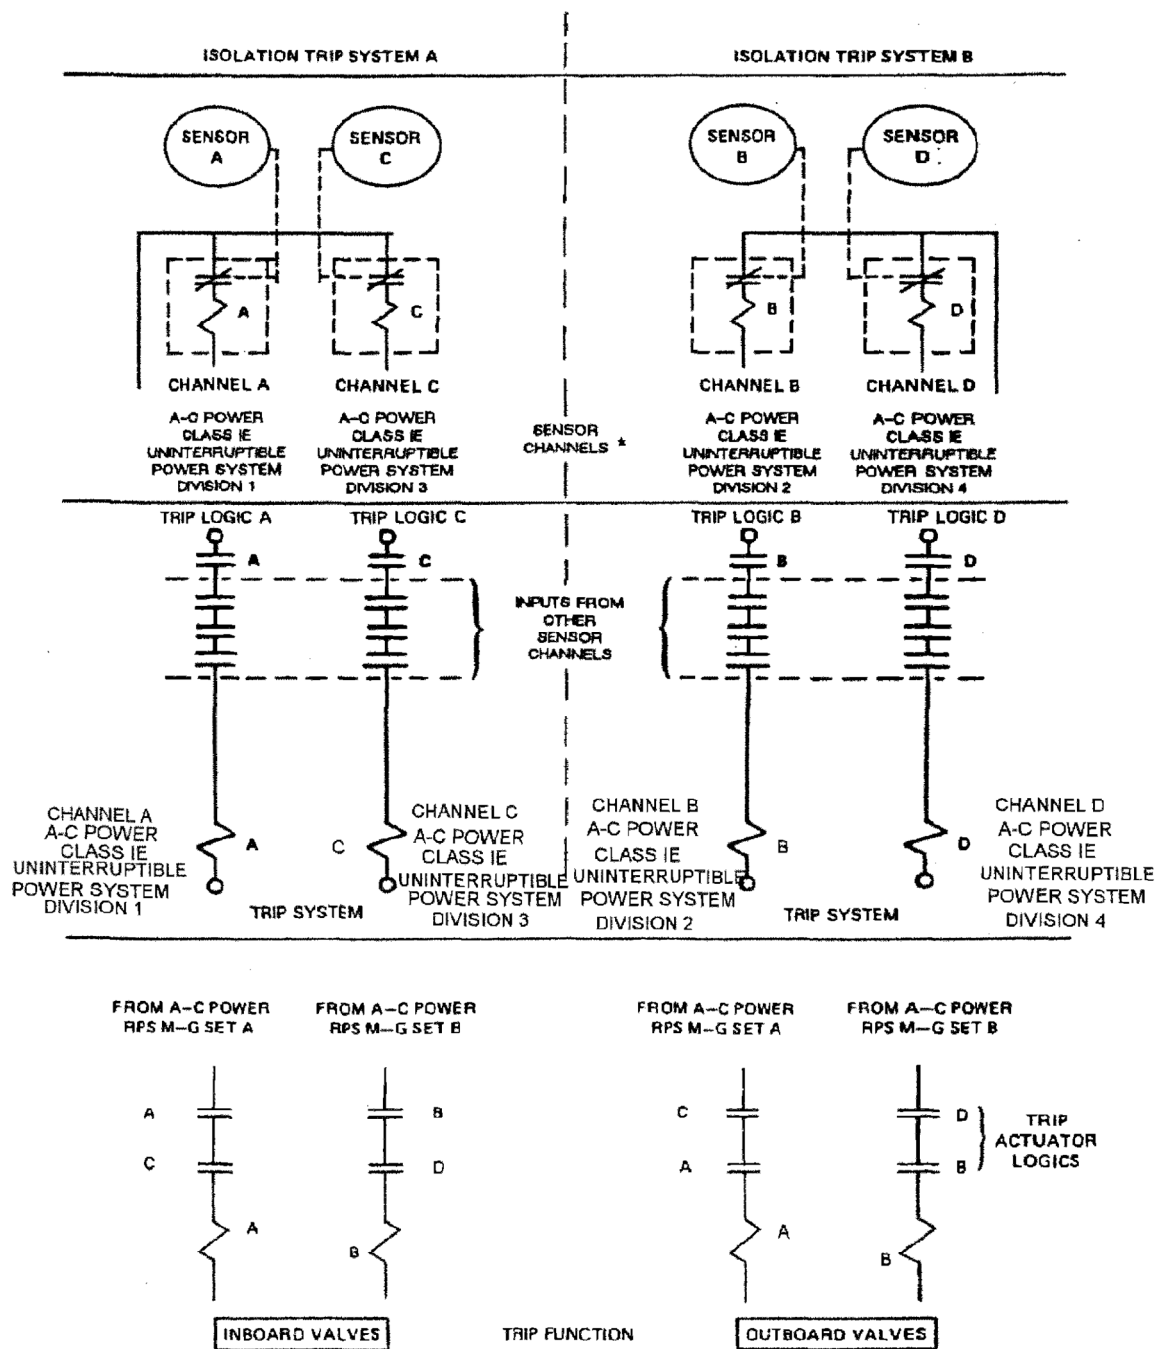 ISOLATION TRIP SYSTEM A
ISOLATION TRIP SYSTEM B
SENSOR
A
SENSOR
C
SENSOR
B
SENSOR
D
A
C
B
D
CHANNEL A
CHANNEL C
CHANNEL B
CHANNEL D
A-C POWER
CLASS IE
UNINTERRUPTIBLE
POWER SYSTEM
DIVISION 1
A-C POWER
CLASS IE
UNINTERRUPTIBLE
POWER SYSTEM
DIVISION 3
SENSOR
CHANNELS *
A-C POWER
CLASS IE
UNINTERRUPTIBLE
POWER SYSTEM
DIVISION 2
A-C POWER
CLASS IE
UNINTERRUPTIBLE
POWER SYSTEM
DIVISION 4
TRIP LOGIC A
TRIP LOGIC C
TRIP LOGIC B
TRIP LOGIC D
A
C
B
D
INPUTS FROM
OTHER
SENSOR
CHANNELS
CHANNEL A
A-C POWER
CLASS IE
UNINTERRUPTIBLE
POWER SYSTEM
DIVISION 1
A
TRIP SYSTEM
C
CHANNEL C
A-C POWER
CLASS IE
UNINTERRUPTIBLE
POWER SYSTEM
DIVISION 3
CHANNEL B
A-C POWER
CLASS IE
UNINTERRUPTIBLE
POWER SYSTEM
DIVISION 2
B
TRIP SYSTEM
D
CHANNEL D
A-C POWER
CLASS IE
UNINTERRUPTIBLE
POWER SYSTEM
DIVISION 4
FROM A-C POWER
RPS M-G SET A
FROM A-C POWER
RPS M-G SET B
FROM A-C POWER
RPS M-G SET A
FROM A-C POWER
RPS M-G SET B
A
B
C
D
C
D
A
B
TRIP
ACTUATOR
LOGICS
A
B
A
B
INBOARD VALVES
TRIP FUNCTION
OUTBOARD VALVES